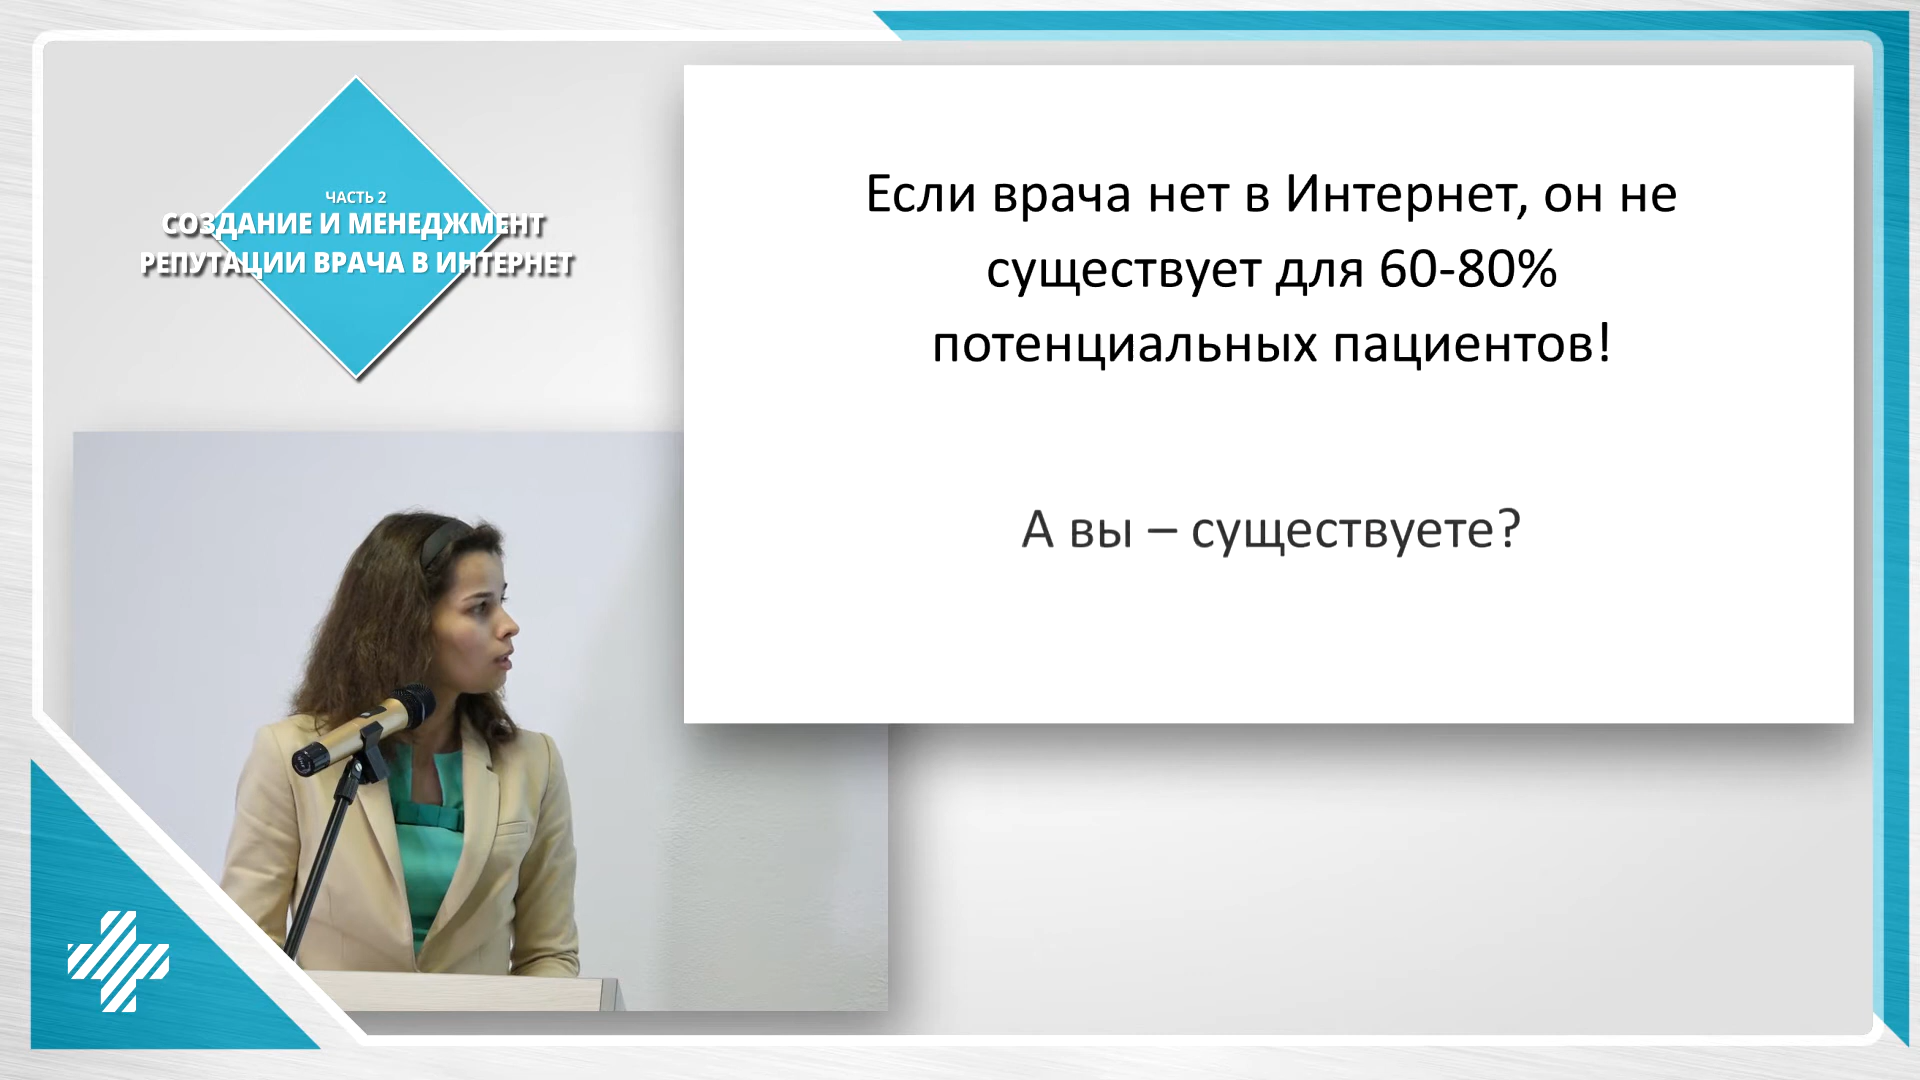 ЧАСТЬ 2
СОЗДАНИЕ И МЕНЕДЖМЕНТ
РЕПУТАЦИИ ВРАЧА В ИНТЕРНЕТ
Если врача нет в Интернет, он не
существует для 60-80%
потенциальных пациентов!
А вы – существуете?